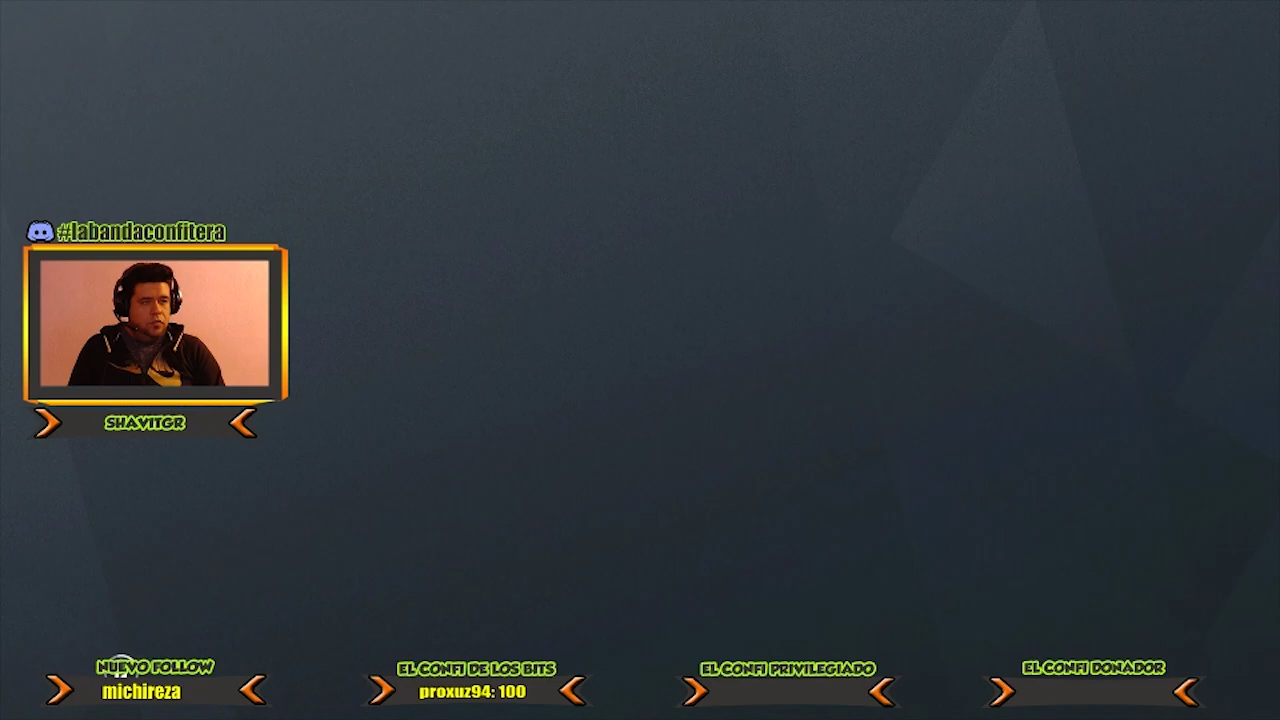 #labandaconfitera
SHAVITGR
NUEVO FOLLOW
michireza
EL CONFI DE LOS BITS
proxuz94: 100
EL CONFI PRIVILEGIADO
EL CONFI DONADOR